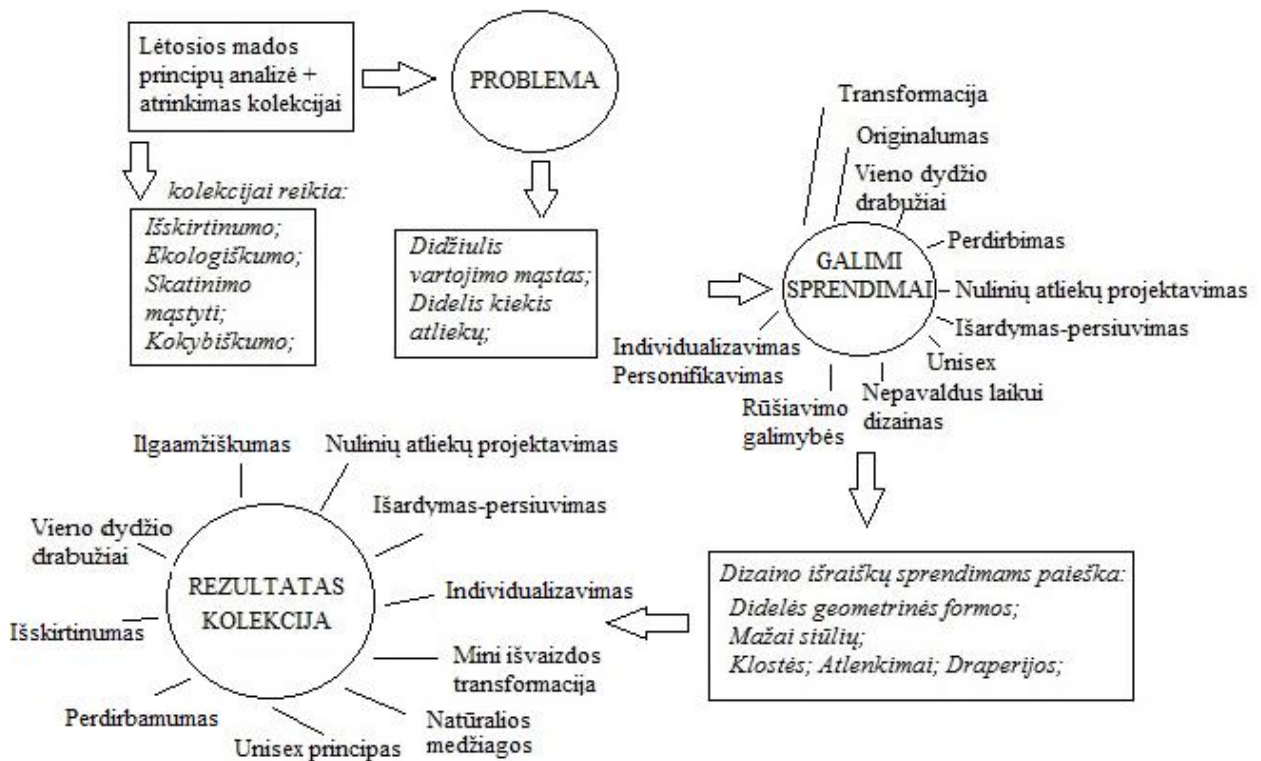 Lėtosios mados
principų analizė +
atrinkimas kolekcijai
PROBLEMA
kolekcijai reikia:
Išskirtinumo;
Ekologiškumo;
Skatinimo
mąstyti;
Kokybiškumo;
Didžiulis
vartojimo mąstas;
Didelis kiekis
atliekų;
Transformacija
Originalumas
Vieno dydžio
drabužiai
Perdirbimas
GALIMI
SPRENDIMAI
Nulinių atliekų projektavimas
Išardymas-persiuvimas
Unisex
Nepavaldus laikui
dizainas
Rūšiavimo
galimybės
Individualizavimas
Personifikavimas
Dizaino išraiškų sprendimams paieška:
Didelės geometrinės formos;
Mažai siūlių;
Klostės; Atlenkimai; Draperijos;
Ilgaamžiškumas
Nulinių atliekų projektavimas
Išardymas-persiuvimas
Vieno dydžio
drabužiai
REZULTATAS
KOLEKCIJA
Individualizavimas
Išskirtinumas
Mini išvaizdos
transformacija
Perdirbamumas
Natūralios
medžiagos
Unisex principas